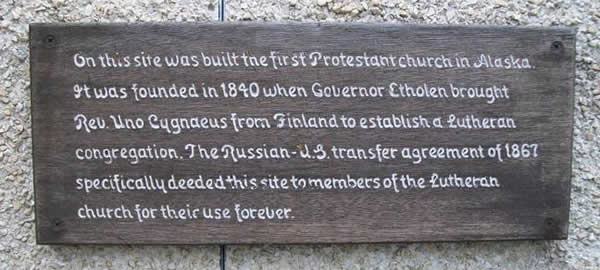 On this site was built the first Protestant church in Alaska.
It was founded in 1840 when Governor Etholen brought
Rev. Uno Cygnaeus from Finland to establish a Lutheran
congregation. The Russian-U.S. transfer agreement of 1867
specifically deeded this site to members of the Lutheran
church for their use forever.